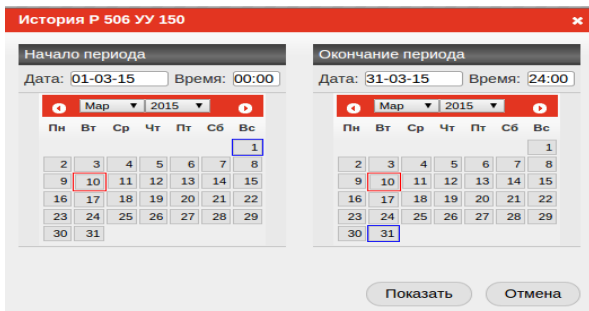 История Р 506 УУ 150 ×
Начало периода
Дата: 01-03-15 Время: 00:00
Мар 2015
Пн Вт Ср Чт Пт Сб Вс
1
2 3 4 5 6 7 8
9 10 11 12 13 14 15
16 17 18 19 20 21 22
23 24 25 26 27 28 29
30 31
Окончание периода
Дата: 31-03-15 Время: 24:00
Мар 2015
Пн Вт Ср Чт Пт Сб Вс
1
2 3 4 5 6 7 8
9 10 11 12 13 14 15
16 17 18 19 20 21 22
23 24 25 26 27 28 29
30 31
Показать Отмена